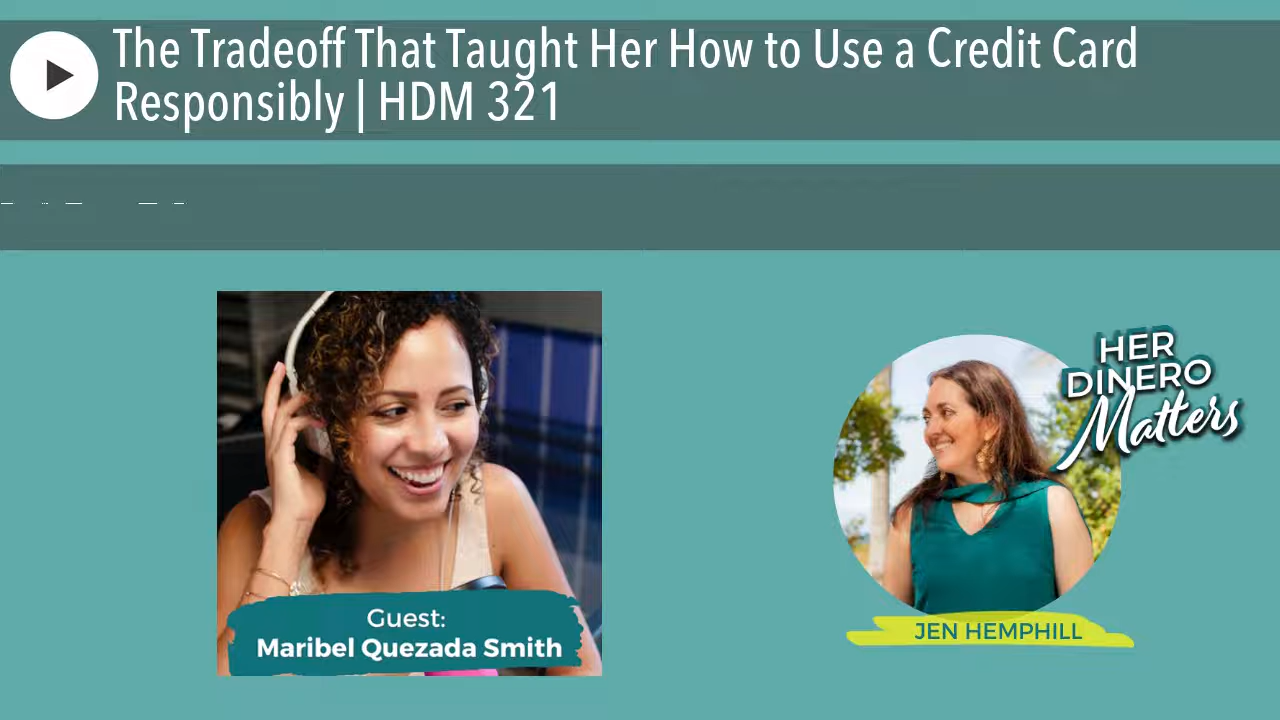 The Tradeoff That Taught Her How to Use a Credit Card
Responsibly | HDM 321
HER
DINERO
Matters
Guest:
Maribel Quezada Smith
JEN HEMPHILL